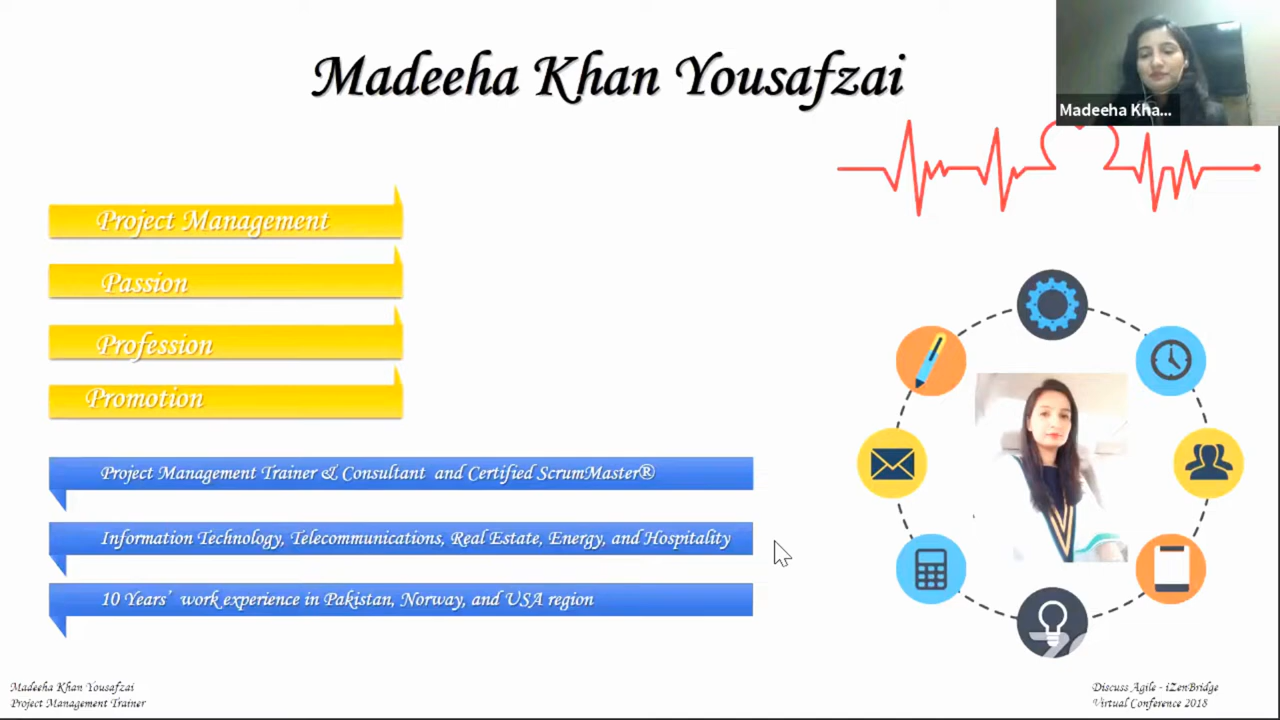 Madeeha Khan Yousafzai
Madeeha Kha...
Project Management
Passion
Profession
Promotion
Project Management Trainer & Consultant and Certified ScrumMaster®
Information Technology, Telecommunications, Real Estate, Energy, and Hospitality
10 Years' work experience in Pakistan, Norway, and USA region
Madeeha Khan Yousafzai
Project Management Trainer
Discuss Agile - iZenBridge
Virtual Conference 2018